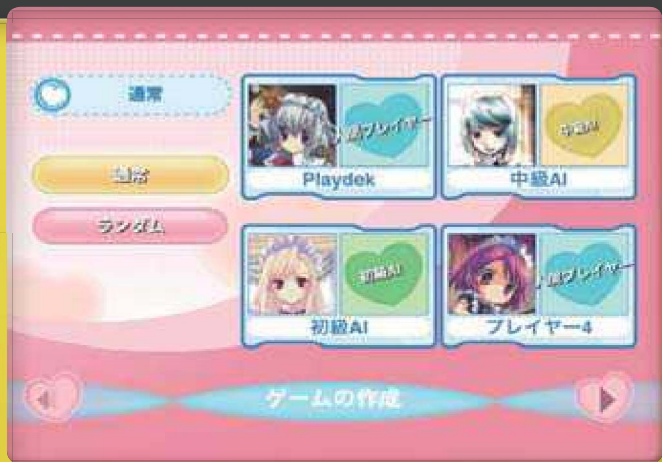 通常
通常
ランダム
人間プレイヤー
Playdek
中級AI
中級AI
初級AI
初級AI
人間プレイヤー
プレイヤー4
ゲームの作成